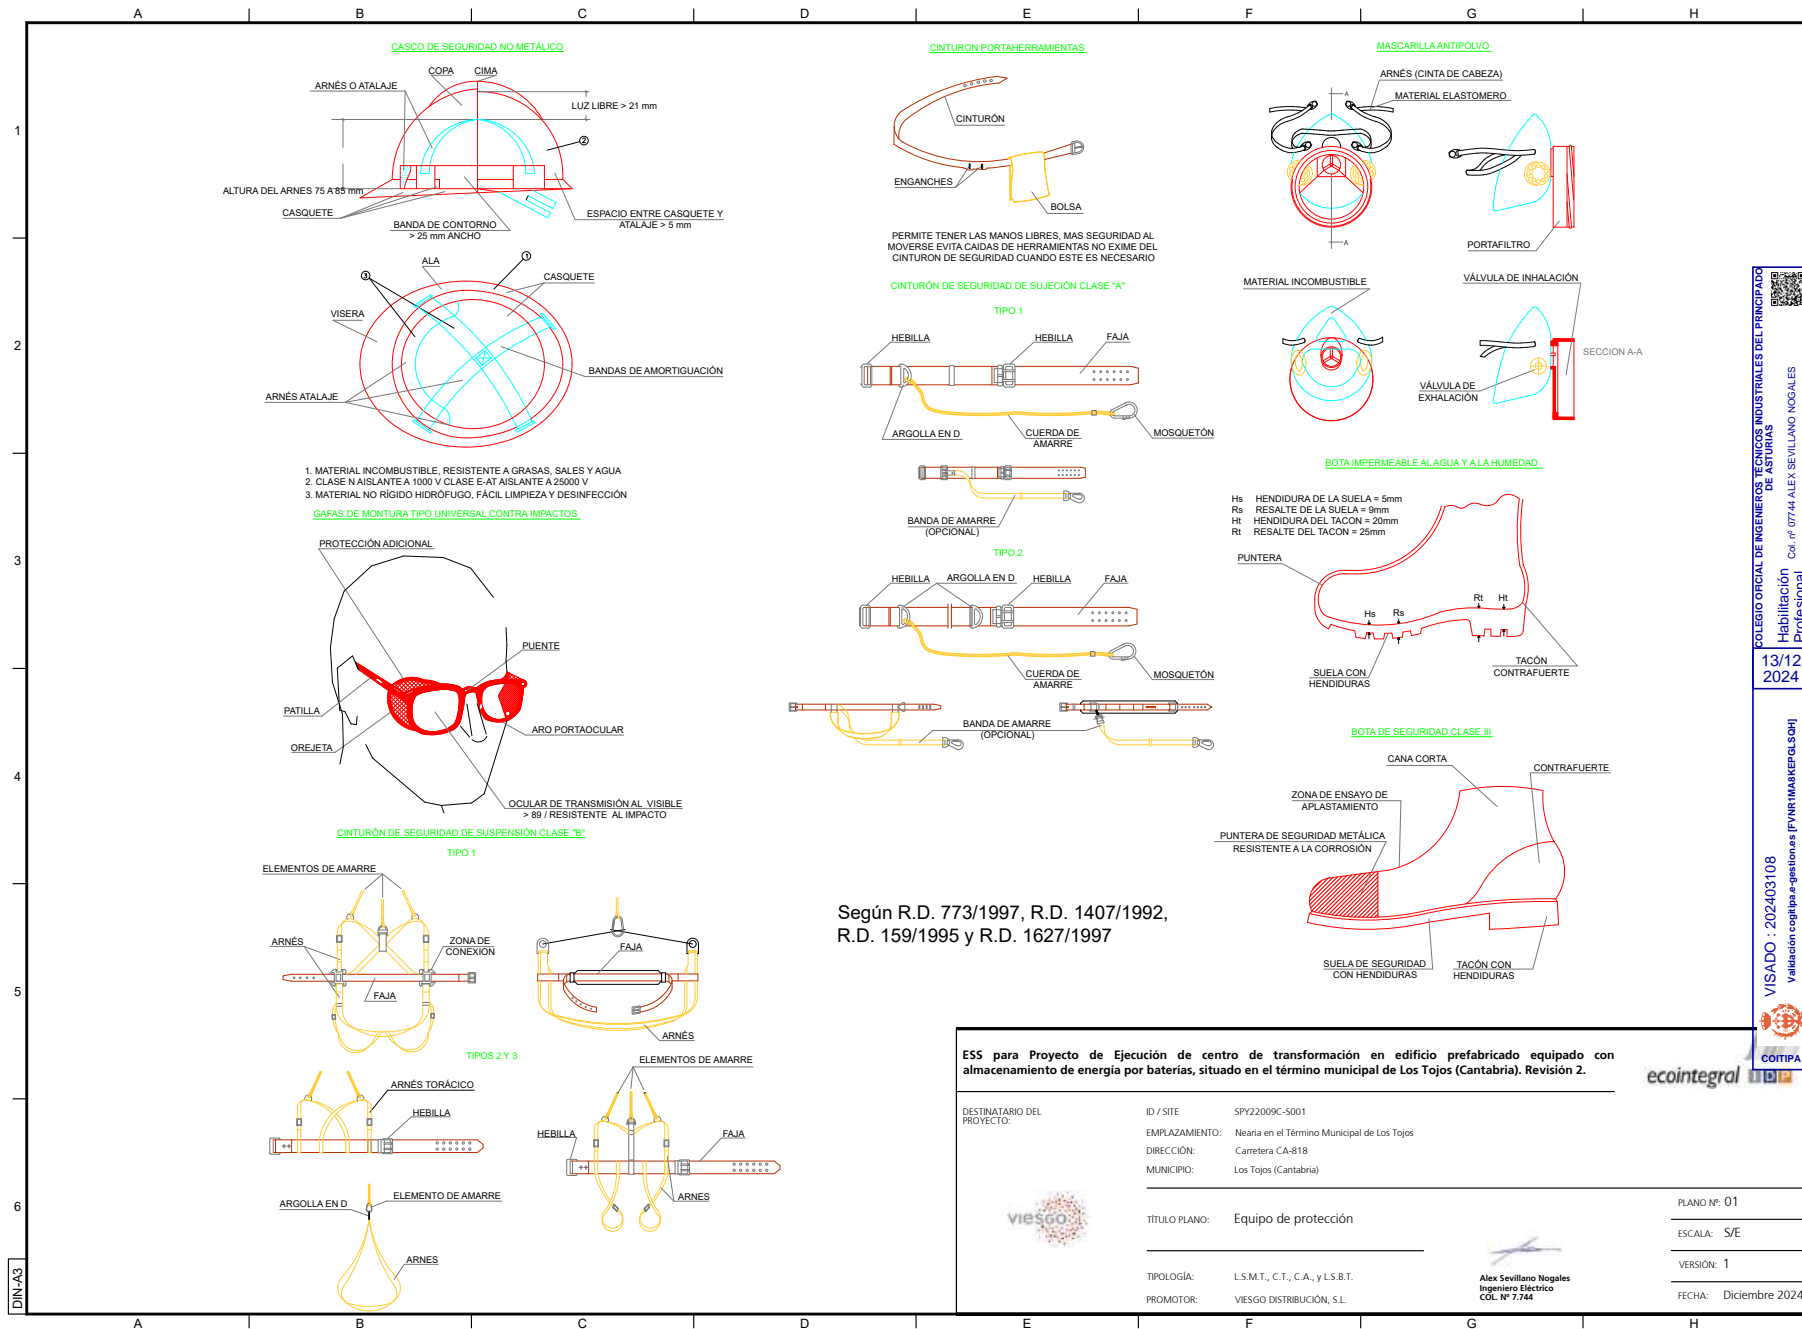 A B C D E F G H
1
2
3
4
5
6
DIN-A3
CASCO DE SEGURIDAD NO METÁLICO
COPA
CIMA
ARNÉS O ATALAJE
LUZ LIBRE > 21 mm
2
ALTURA DEL ARNES 75 A 85 mm
CASQUETE
BANDA DE CONTORNO
> 25 mm ANCHO
ESPACIO ENTRE CASQUETE Y
ATALAJE > 5 mm
ALA
1
3
CASQUETE
VISERA
BANDAS DE AMORTIGUACIÓN
ARNÉS ATALAJE
1. MATERIAL INCOMBUSTIBLE, RESISTENTE A GRASAS, SALES Y AGUA
2. CLASE N AISLANTE A 1000 V CLASE E-AT AISLANTE A 25000 V
3. MATERIAL NO RÍGIDO HIDRÓFUGO, FÁCIL LIMPIEZA Y DESINFECCIÓN
GAFAS DE MONTURA TIPO UNIVERSAL CONTRA IMPACTOS
PROTECCIÓN ADICIONAL
PUENTE
PATILLA
OREJETA
ARO PORTAOCULAR
OCULAR DE TRANSMISIÓN AL VISIBLE
> 89 / RESISTENTE AL IMPACTO
CINTURÓN DE SEGURIDAD DE SUSPENSIÓN CLASE "B"
TIPO 1
ELEMENTOS DE AMARRE
ARNÉS
ZONA DE
CONEXION
FAJA
FAJA
ARNÉS
TIPOS 2 Y 3
ARNÉS TORÁCICO
HEBILLA
ELEMENTOS DE AMARRE
HEBILLA
FAJA
ARNES
ARGOLLA EN D
ELEMENTO DE AMARRE
ARNES
CINTURON PORTAHERRAMIENTAS
CINTURÓN
ENGANCHES
BOLSA
PERMITE TENER LAS MANOS LIBRES, MAS SEGURIDAD AL
MOVERSE EVITA CAIDAS DE HERRAMIENTAS NO EXIME DEL
CINTURON DE SEGURIDAD CUANDO ESTE ES NECESARIO
CINTURÓN DE SEGURIDAD DE SUJECIÓN CLASE "A"
TIPO 1
HEBILLA
HEBILLA
FAJA
ARGOLLA EN D
CUERDA DE
AMARRE
MOSQUETÓN
BANDA DE AMARRE
(OPCIONAL)
TIPO 2
HEBILLA
ARGOLLA EN D
HEBILLA
FAJA
CUERDA DE
AMARRE
MOSQUETÓN
BANDA DE AMARRE
(OPCIONAL)
Según R.D. 773/1997, R.D. 1407/1992,
R.D. 159/1995 y R.D. 1627/1997
MASCARILLA ANTIPOLVO
ARNÉS (CINTA DE CABEZA)
MATERIAL ELASTOMERO
A
A
PORTAFILTRO
MATERIAL INCOMBUSTIBLE
VÁLVULA DE INHALACIÓN
SECCION A-A
VÁLVULA DE
EXHALACIÓN
BOTA IMPERMEABLE AL AGUA Y A LA HUMEDAD
Hs HENDIDURA DE LA SUELA = 5mm
Rs RESALTE DE LA SUELA = 9mm
Ht HENDIDURA DEL TACON = 20mm
Rt RESALTE DEL TACON = 25mm
PUNTERA
Hs
Rs
Rt
Ht
SUELA CON
HENDIDURAS
TACÓN
CONTRAFUERTE
BOTA DE SEGURIDAD CLASE III
CANA CORTA
CONTRAFUERTE
ZONA DE ENSAYO DE
APLASTAMIENTO
PUNTERA DE SEGURIDAD METÁLICA
RESISTENTE A LA CORROSIÓN
SUELA DE SEGURIDAD
CON HENDIDURAS
TACÓN CON
HENDIDURAS
COLEGIO OFICIAL DE INGENIEROS TÉCNICOS INDUSTRIALES DEL PRINCIPADO
DE ASTURIAS
Habilitación
Profesional
Col. nº 07744 ALEX SEVILLANO NOGALES
13/12
2024
VISADO : 202403108
Validación cogitipa.e-gestion.es [FVNR1MA8KEPGLSQH]
COITIPA
ESS para Proyecto de Ejecución de centro de transformación en edificio prefabricado equipado con
almacenamiento de energía por baterías, situado en el término municipal de Los Tojos (Cantabria). Revisión 2.
ecointegral IDP
DESTINATARIO DEL
PROYECTO:
viesgo
ID / SITE SPY22009C-S001
EMPLAZAMIENTO: Nearia en el Término Municipal de Los Tojos
DIRECCIÓN: Carretera CA-818
MUNICIPIO: Los Tojos (Cantabria)
TÍTULO PLANO: Equipo de protección
TIPOLOGÍA: L.S.M.T., C.T., C.A., y L.S.B.T.
PROMOTOR: VIESGO DISTRIBUCIÓN, S.L.
Alex Sevillano Nogales
Ingeniero Eléctrico
COL. Nº 7.744
PLANO Nº: 01
ESCALA: S/E
VERSIÓN: 1
FECHA: Diciembre 2024
A B C D E F G H